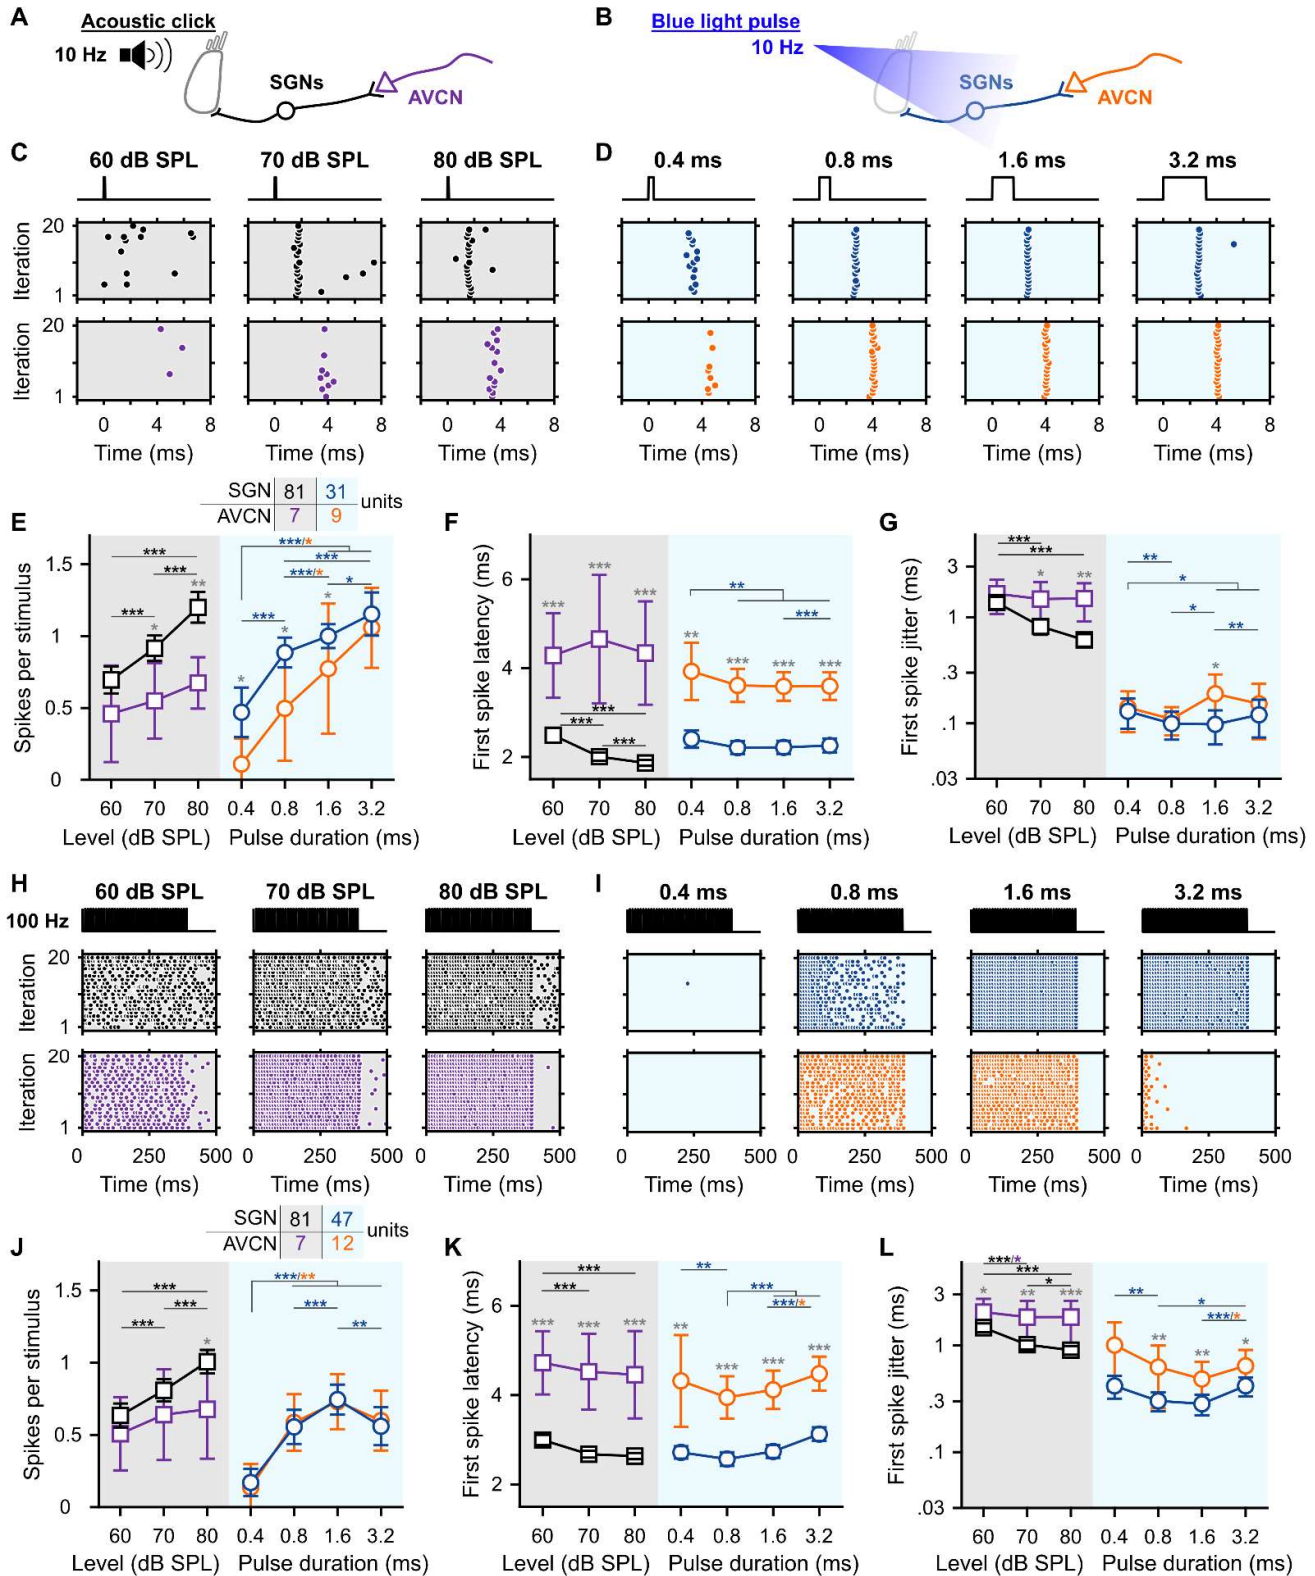 A
Acoustic click
10 Hz
SGNs
AVCN
B
Blue light pulse
10 Hz
SGNs
AVCN
C
60 dB SPL
70 dB SPL
80 dB SPL
D
0.4 ms
0.8 ms
1.6 ms
3.2 ms
Iteration
20
1
Iteration
20
1
0 4 8 0 4 8 0 4 8 0 4 8 0 4 8 0 4 8 0 4 8
Time (ms) Time (ms) Time (ms) Time (ms) Time (ms) Time (ms) Time (ms)
SGN 81 31
AVCN 7 9
units
E
Spikes per stimulus
1.5
1
0.5
0
*** *** *** ** *
***/* *** ***/* * *** * * *
60 70 80 0.4 0.8 1.6 3.2
Level (dB SPL) Pulse duration (ms)
F
First spike latency (ms)
6
4
2
*** *** *** *** *** ***
** *** ** *** *** ***
60 70 80 0.4 0.8 1.6 3.2
Level (dB SPL) Pulse duration (ms)
G
First spike jitter (ms)
3
1
.3
.1
.03
*** *** * **
** * * ** *
60 70 80 0.4 0.8 1.6 3.2
Level (dB SPL) Pulse duration (ms)
H
60 dB SPL
70 dB SPL
80 dB SPL
I
0.4 ms
0.8 ms
1.6 ms
3.2 ms
100 Hz
Iteration
20
1
Iteration
20
1
0 250 500 0 250 500 0 250 500 0 250 500 0 250 500 0 250 500 0 250 500
Time (ms) Time (ms) Time (ms) Time (ms) Time (ms) Time (ms) Time (ms)
SGN 81 47
AVCN 7 12
units
J
Spikes per stimulus
1.5
1
0.5
0
*** *** *** *
***/** *** **
60 70 80 0.4 0.8 1.6 3.2
Level (dB SPL) Pulse duration (ms)
K
First spike latency (ms)
6
4
2
*** *** *** *** ***
** *** ***/* ** *** *** ***
60 70 80 0.4 0.8 1.6 3.2
Level (dB SPL) Pulse duration (ms)
L
First spike jitter (ms)
3
1
.3
.1
.03
***/* *** * * ** ***
** * ***/* ** ** *
60 70 80 0.4 0.8 1.6 3.2
Level (dB SPL) Pulse duration (ms)